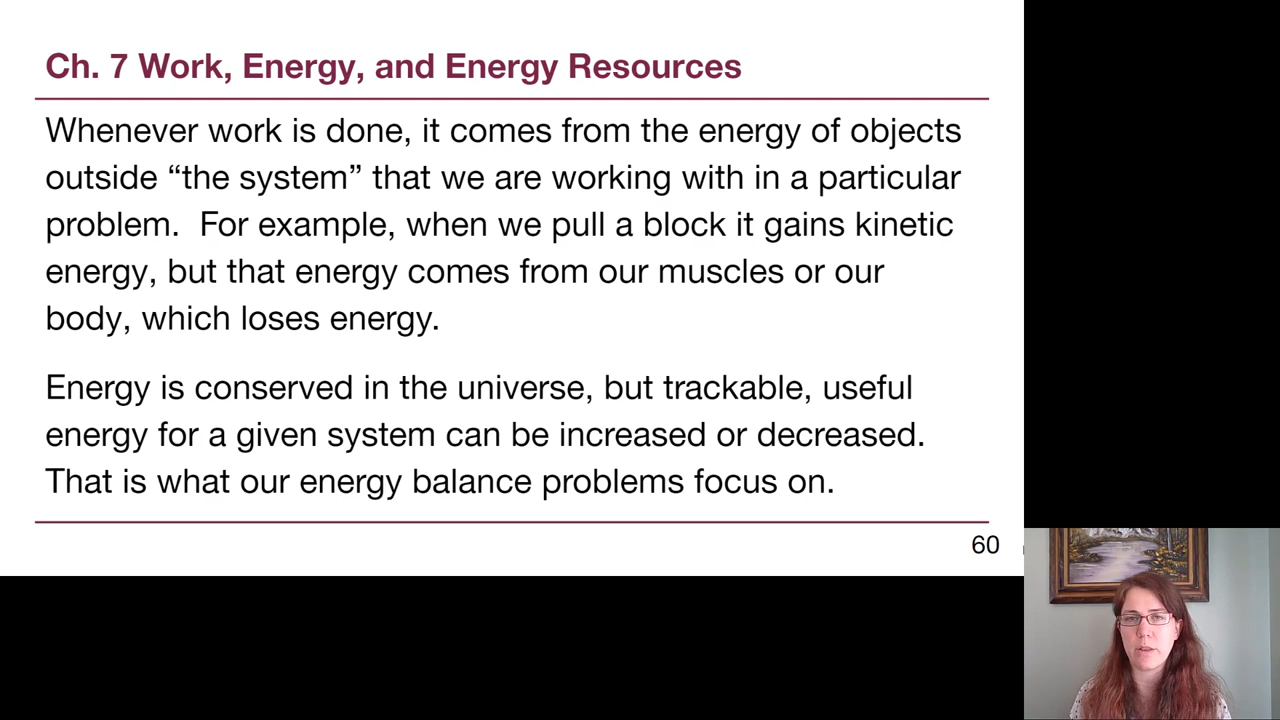 Ch. 7 Work, Energy, and Energy Resources
Whenever work is done, it comes from the energy of objects
outside “the system” that we are working with in a particular
problem.  For example, when we pull a block it gains kinetic
energy, but that energy comes from our muscles or our
body, which loses energy.
Energy is conserved in the universe, but trackable, useful
energy for a given system can be increased or decreased.
That is what our energy balance problems focus on.
60